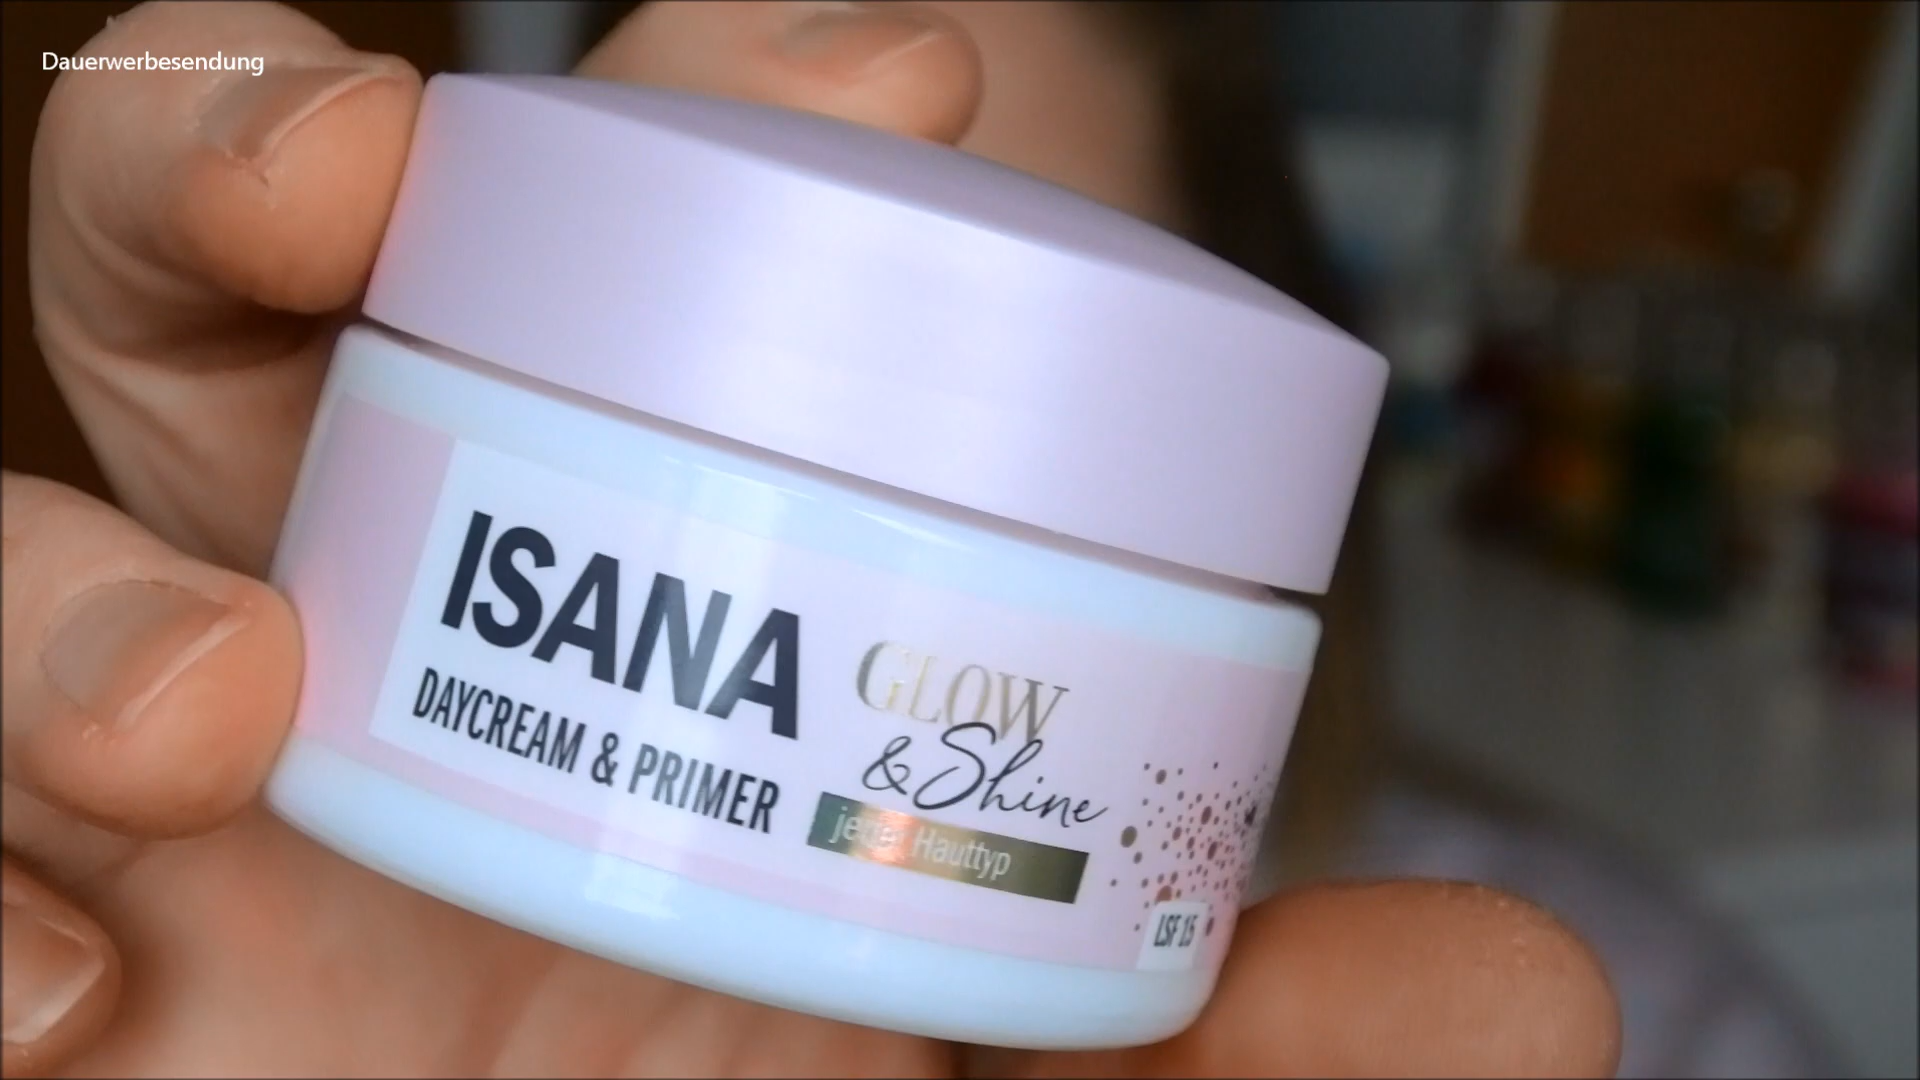 Dauerwerbesendung
ISANA
DAYCREAM & PRIMER
GLOW
& Shine
jeder Hauttyp
LSF 15